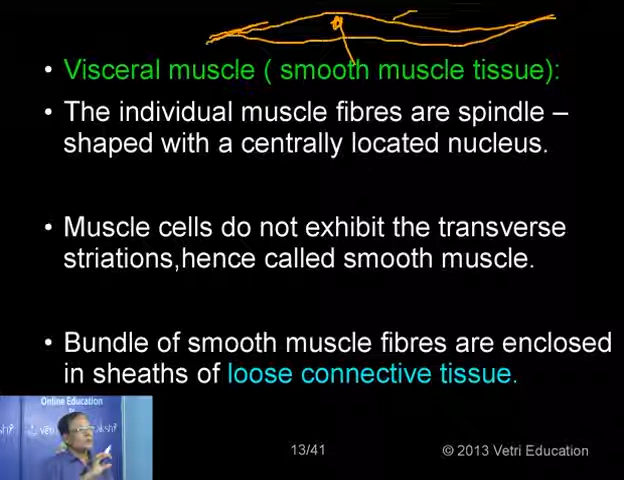 • Visceral muscle ( smooth muscle tissue):
• The individual muscle fibres are spindle –
shaped with a centrally located nucleus.
• Muscle cells do not exhibit the transverse
striations,hence called smooth muscle.
• Bundle of smooth muscle fibres are enclosed
in sheaths of loose connective tissue.
Online Education
13/41
© 2013 Vetri Education